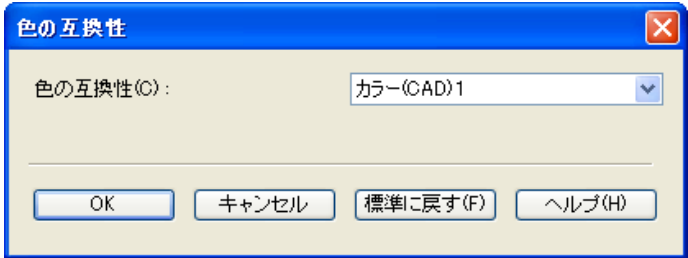 色の互換性
色の互換性(C):
カラー(CAD)1
OK
キャンセル
標準に戻す(F)
ヘルプ(H)